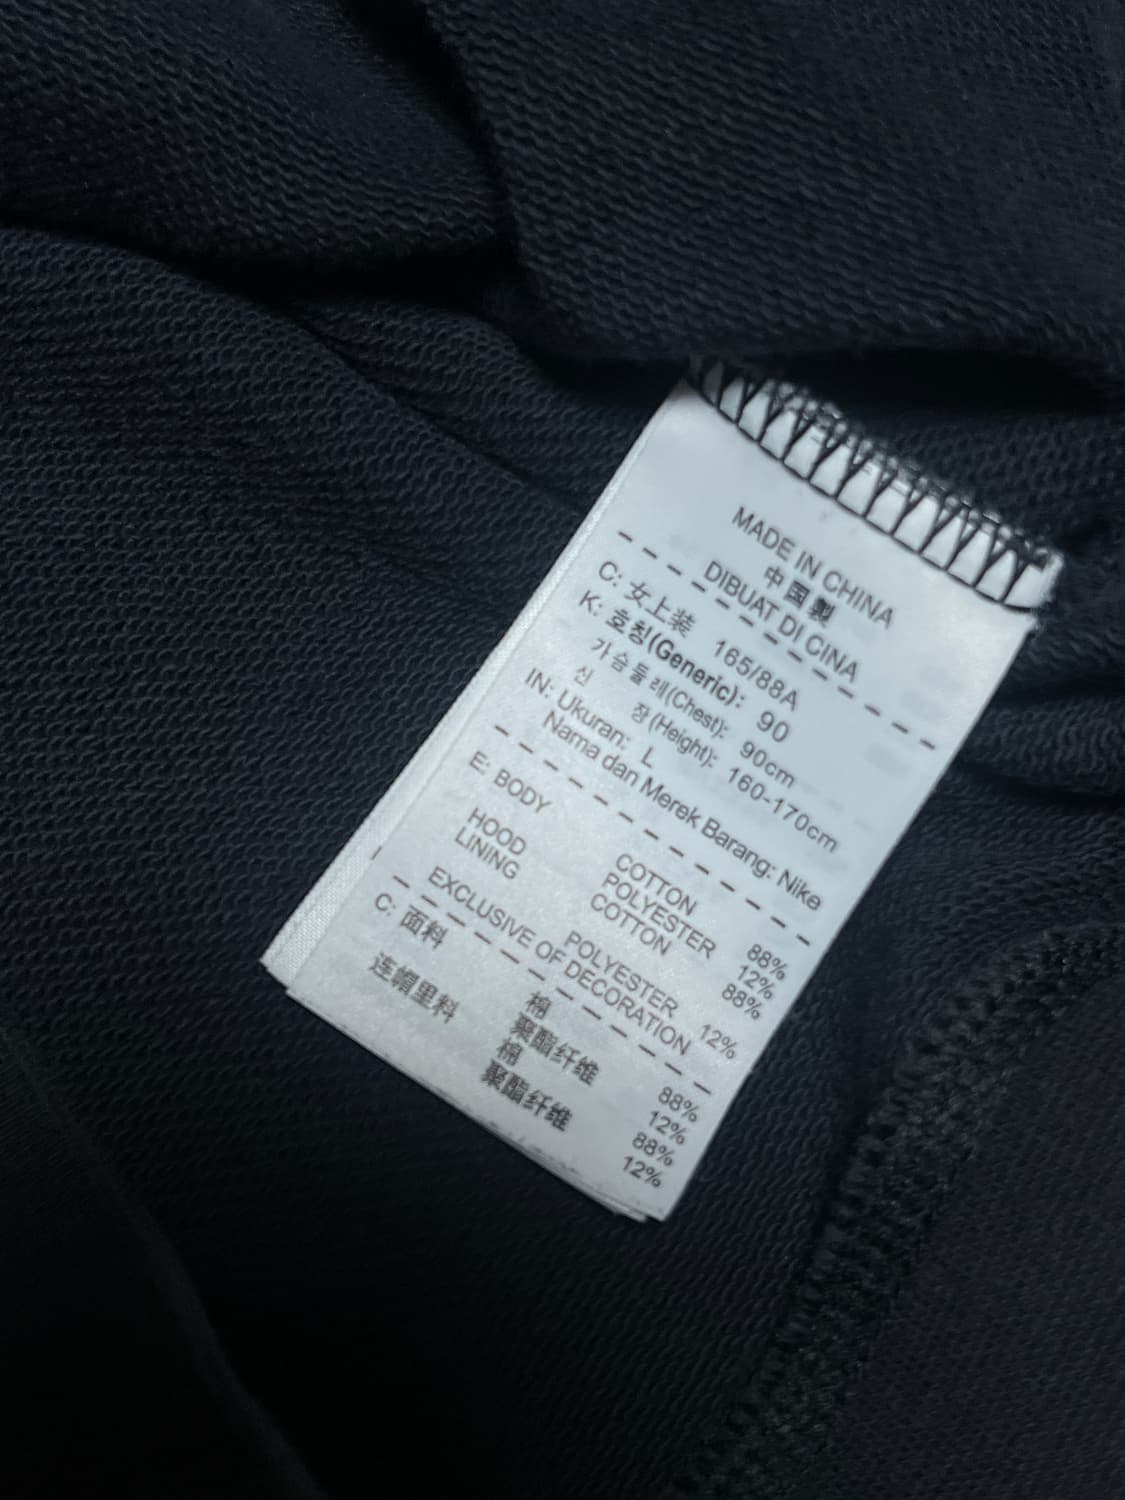 MADE IN CHINA
中国製
DIBUAT DI CINA
C: 女上装 165/88A
K: 호칭(Generic): 90
가슴둘레(Chest): 90cm
신 장(Height): 160-170cm
IN: Ukuran: L
Nama dan Merek Barang: Nike
E: BODY COTTON 88%
POLYESTER 12%
HOOD COTTON 88%
LINING POLYESTER 12%
EXCLUSIVE OF DECORATION
C: 面料 棉 88%
聚酯纤维 12%
连帽里料 棉 88%
聚酯纤维 12%